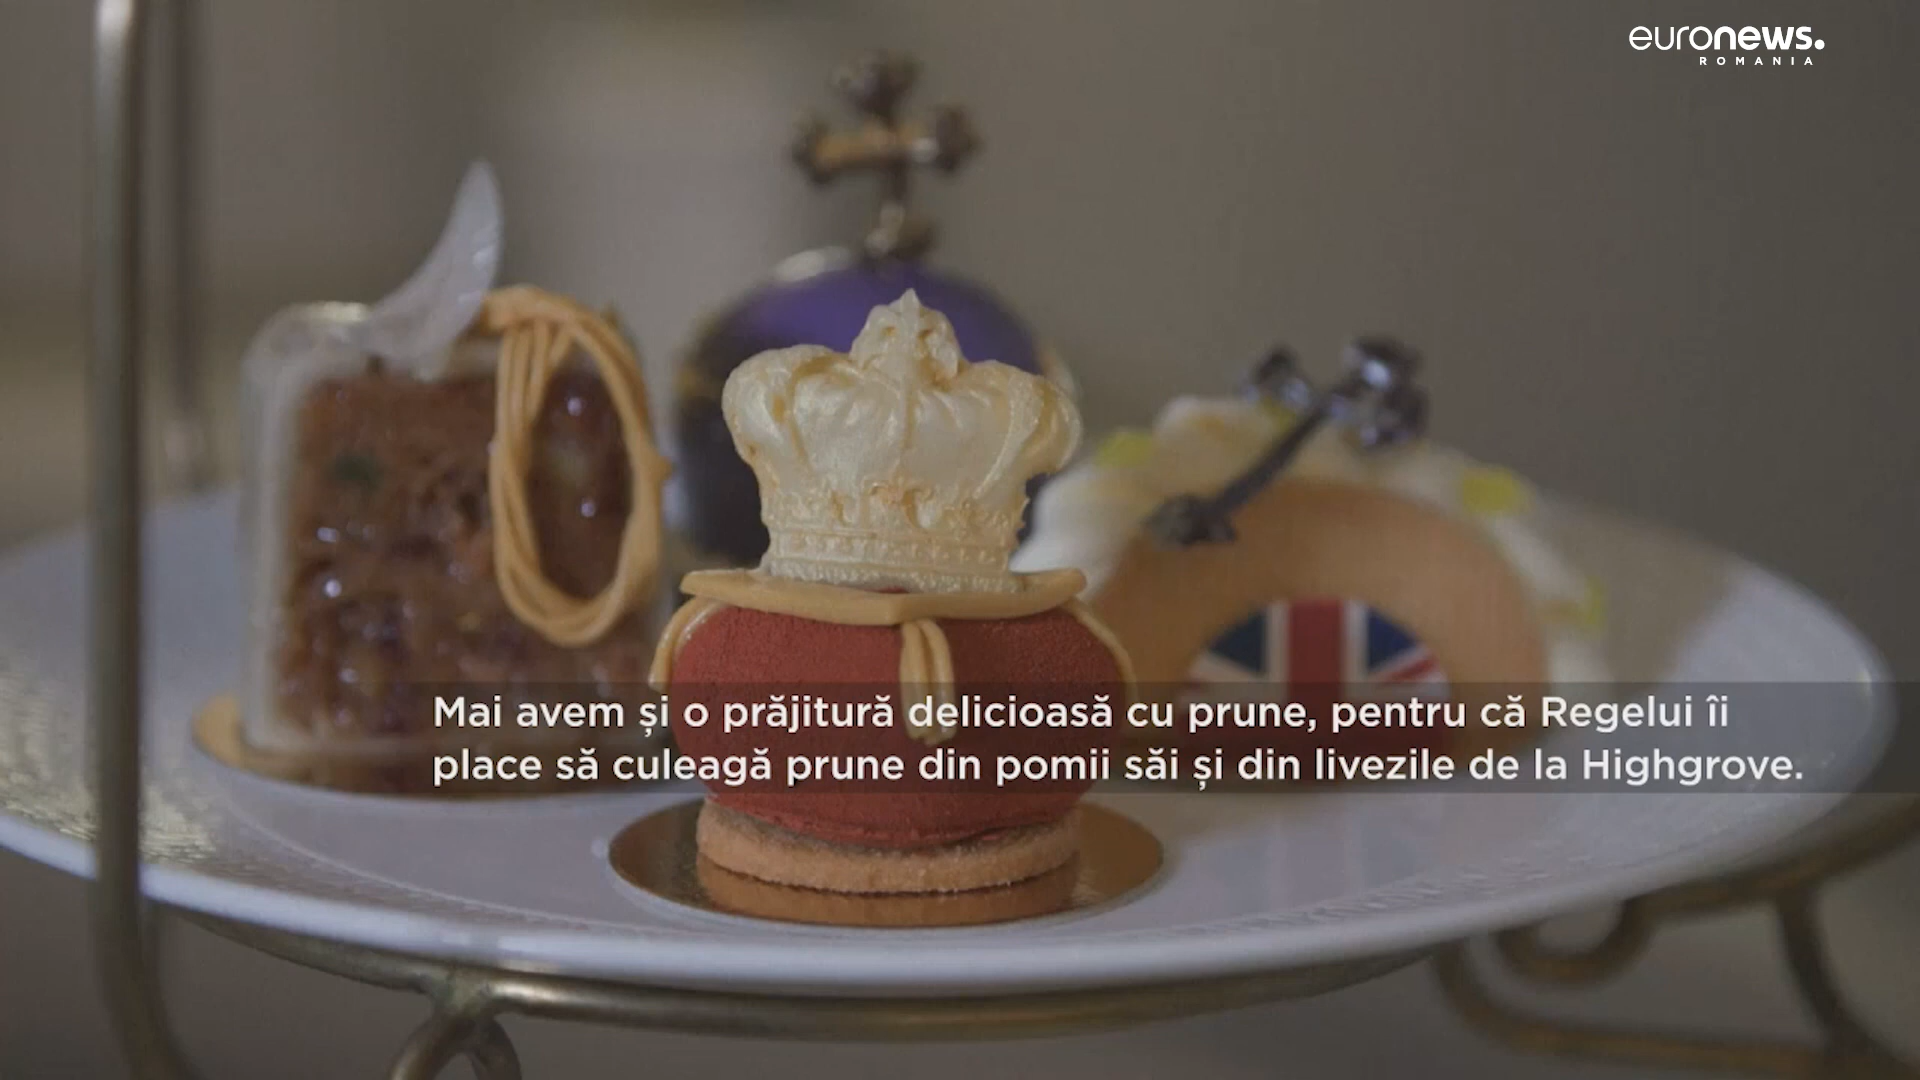 euronews.
ROMANIA
Mai avem și o prăjitură delicioasă cu prune, pentru că Regelui îi
place să culeagă prune din pomii săi și din livezile de la Highgrove.